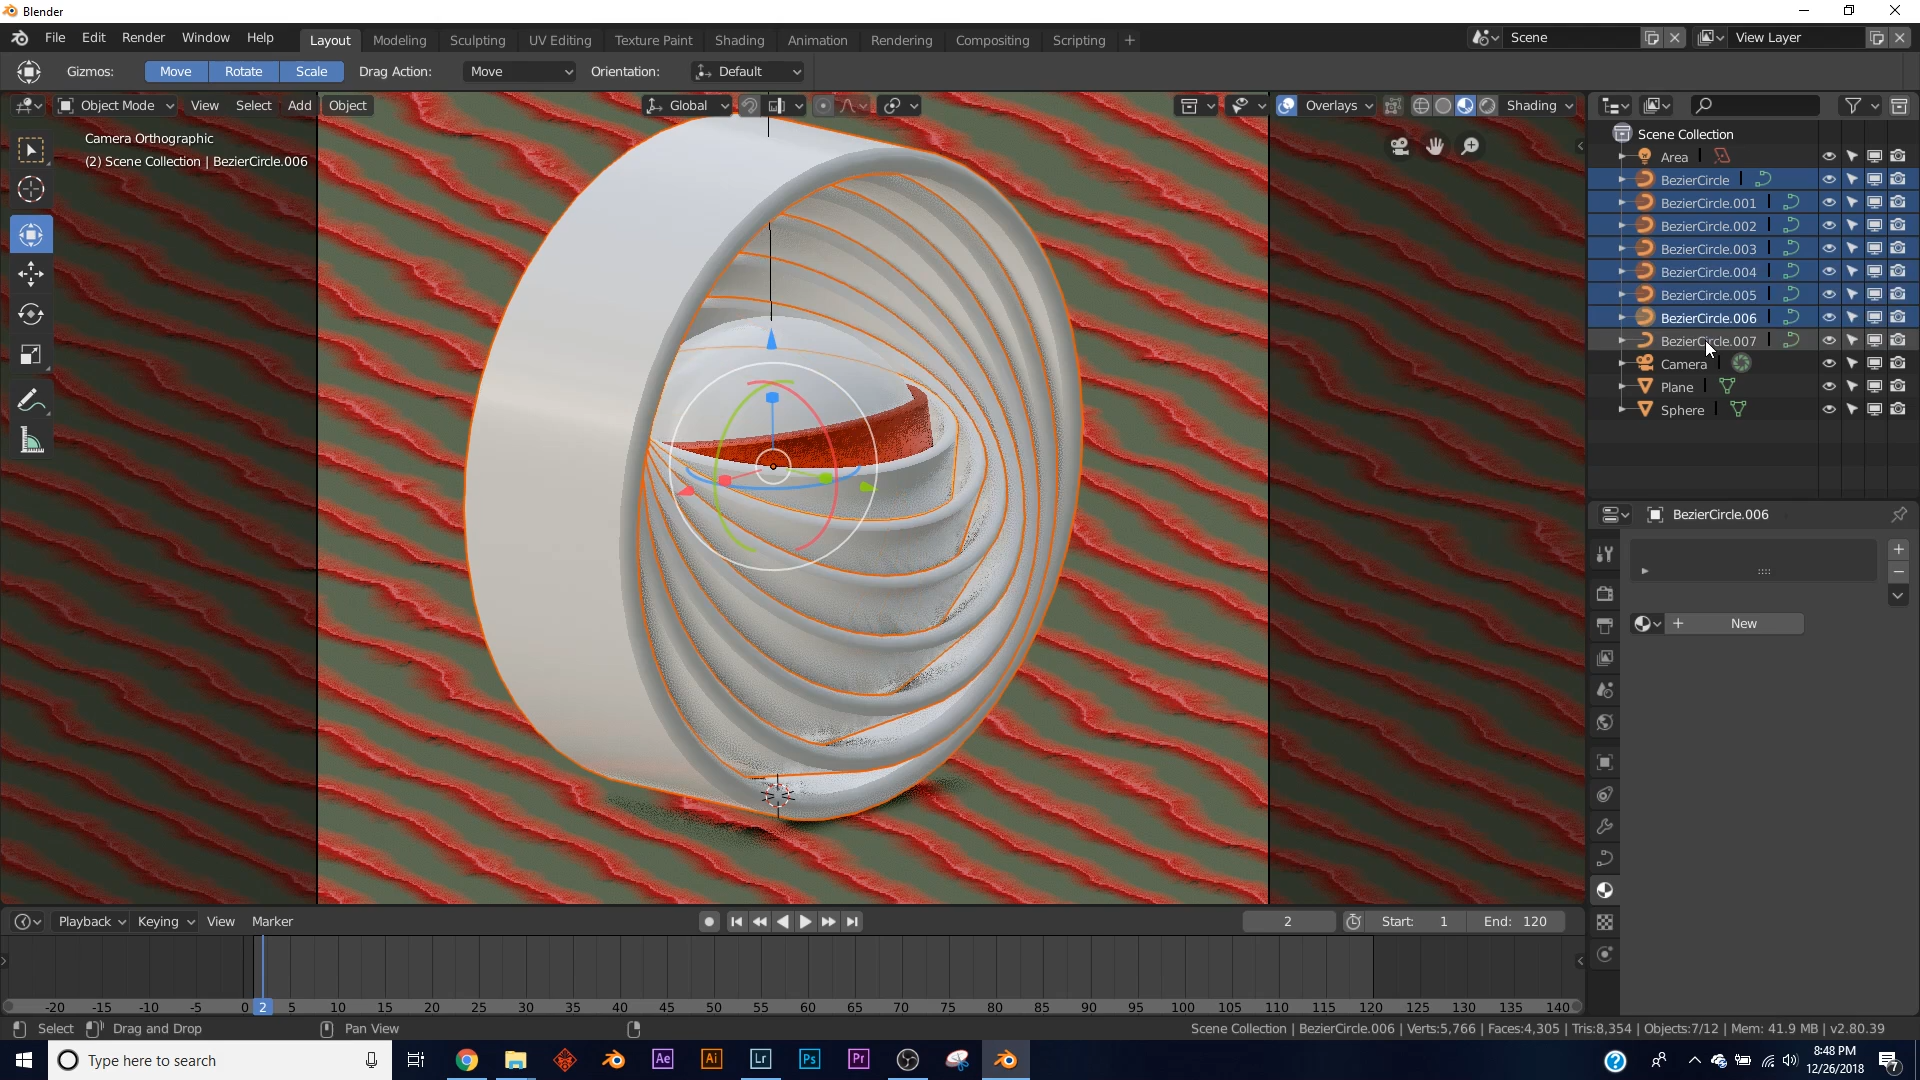 Blender
File Edit Render Window Help
Layout Modeling Sculpting UV Editing Texture Paint Shading Animation Rendering Compositing Scripting +
Scene
View Layer
Gizmos: Move Rotate Scale Drag Action: Move Orientation: Default
Object Mode View Select Add Object
Global
Overlays
Shading
Camera Orthographic
(2) Scene Collection | BezierCircle.006
Scene Collection
Area
BezierCircle
BezierCircle.001
BezierCircle.002
BezierCircle.003
BezierCircle.004
BezierCircle.005
BezierCircle.006
BezierCircle.007
Camera
Plane
Sphere
BezierCircle.006
+ New
Playback Keying View Marker
2 Start: 1 End: 120
-20 -15 -10 -5 0 2 5 10 15 20 25 30 35 40 45 50 55 60 65 70 75 80 85 90 95 100 105 110 115 120 125 130 135 140
Select Drag and Drop Pan View
Scene Collection | BezierCircle.006 | Verts:5,766 | Faces:4,305 | Tris:8,354 | Objects:7/12 | Mem: 41.9 MB | v2.80.39
Type here to search
Ae Ai Lr Ps Pr
8:48 PM
12/26/2018
7